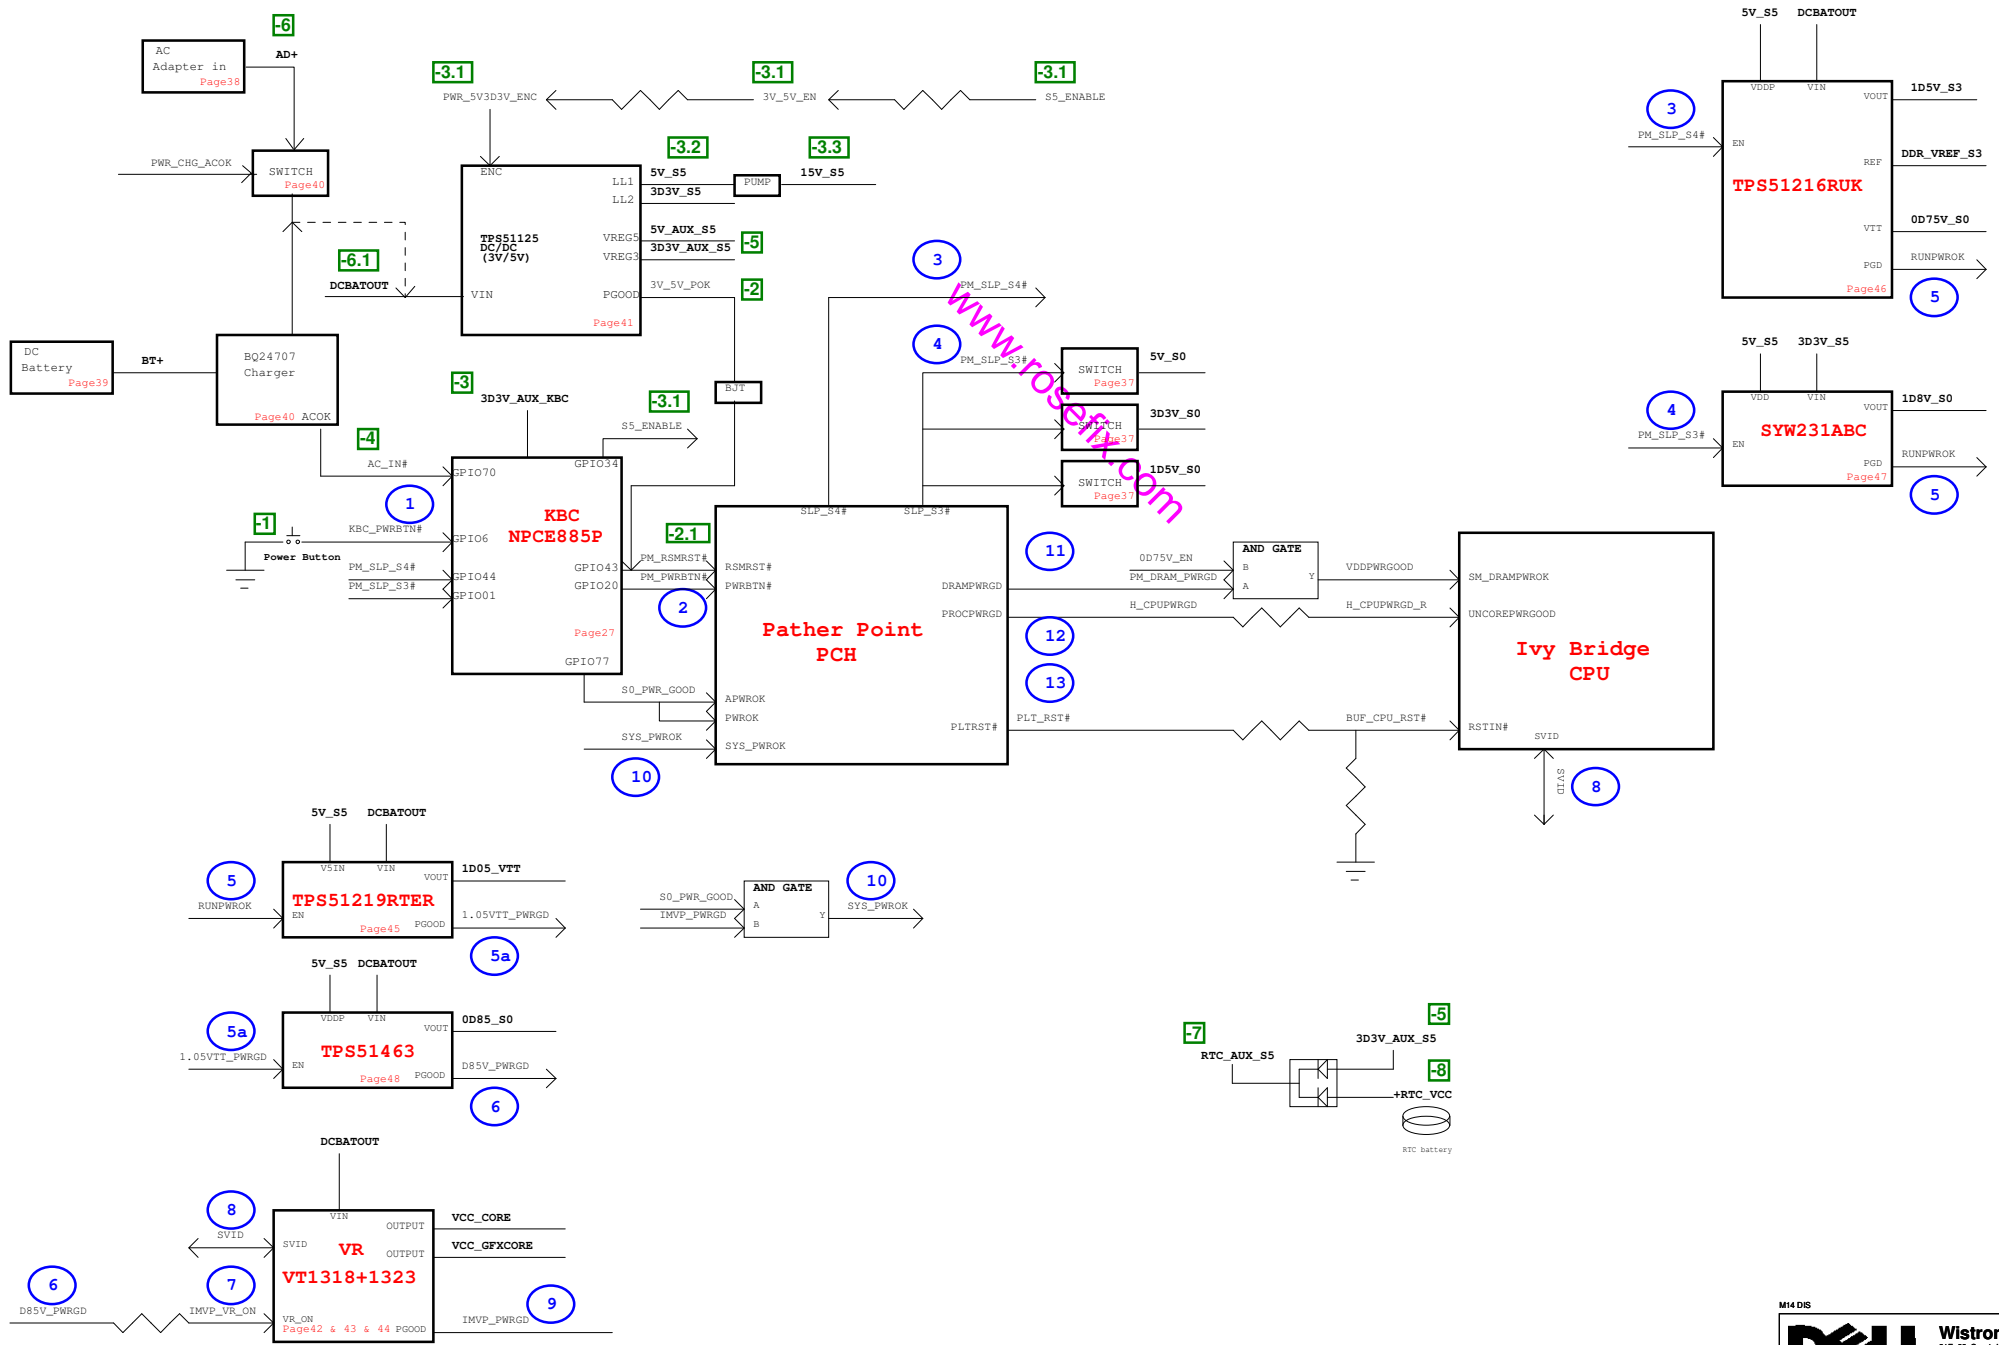 -6
AC
Adapter in
Page38
AD+
PWR_CHG_ACOK
SWITCH
Page40
-6.1
DCBATOUT
DC
Battery
Page39
BT+
BQ24707
Charger
Page40 ACOK
-4
AC_IN#
-3.1
PWR_5V3D3V_ENC
-3.1
3V_5V_EN
-3.1
S5_ENABLE
ENC
LL1
LL2
TPS51125
DC/DC
(3V/5V)
VREG5
VREG3
VIN
PGOOD
Page41
-3.2
5V_S5
3D3V_S5
PUMP
-3.3
15V_S5
5V_AUX_S5
3D3V_AUX_S5
-5
3V_5V_POK
-2
BJT
-3
3D3V_AUX_KBC
-3.1
S5_ENABLE
1
-1
KBC_PWRBTN#
Power Button
PM_SLP_S4#
PM_SLP_S3#
GPIO70
GPIO34
KBC
NPCE885P
GPIO6
GPIO43
GPIO44
GPIO20
GPIO01
Page27
GPIO77
-2.1
PM_RSMRST#
PM_PWRBTN#
2
S0_PWR_GOOD
SYS_PWROK
10
3
PM_SLP_S4#
4
PM_SLP_S3#
SWITCH
Page37
5V_S0
SWITCH
Page37
3D3V_S0
SWITCH
Page37
1D5V_S0
www.rosefix.com
SLP_S4#
SLP_S3#
RSMRST#
PWRBTN#
DRAMPWRGD
PROCPWRGD
Pather Point
PCH
APWROK
PWROK
SYS_PWROK
PLTRST#
11
0D75V_EN
PM_DRAM_PWRGD
AND GATE
B
A
Y
VDDPWRGOOD
H_CPUPWRGD
H_CPUPWRGD_R
12
13
PLT_RST#
BUF_CPU_RST#
SM_DRAMPWROK
UNCOREPWRGOOD
Ivy Bridge
CPU
RSTIN#
SVID
SVID
8
5V_S5
DCBATOUT
VDDP
VIN
VOUT
1D5V_S3
3
PM_SLP_S4#
EN
REF
DDR_VREF_S3
TPS51216RUK
VTT
0D75V_S0
PGD
RUNPWROK
Page46
5
5V_S5
3D3V_S5
VDD
VIN
VOUT
1D8V_S0
4
PM_SLP_S3#
EN
SYW231ABC
PGD
RUNPWROK
Page47
5
5V_S5
DCBATOUT
V5IN
VIN
VOUT
1D05_VTT
5
RUNPWROK
TPS51219RTER
EN
Page45
PGOOD
1.05VTT_PWRGD
5a
S0_PWR_GOOD
IMVP_PWRGD
AND GATE
A
B
Y
10
SYS_PWROK
5V_S5
DCBATOUT
VDDP
VIN
VOUT
0D85_S0
5a
1.05VTT_PWRGD
TPS51463
EN
Page48
PGOOD
D85V_PWRGD
6
-7
RTC_AUX_S5
-5
3D3V_AUX_S5
-8
+RTC_VCC
RTC battery
DCBATOUT
VIN
8
SVID
SVID
VR
VT1318+1323
OUTPUT
OUTPUT
VCC_CORE
VCC_GFXCORE
6
D85V_PWRGD
7
IMVP_VR_ON
VR_ON
Page42 & 43 & 44
PGOOD
IMVP_PWRGD
9
M14 DIS
DELL
Wistron